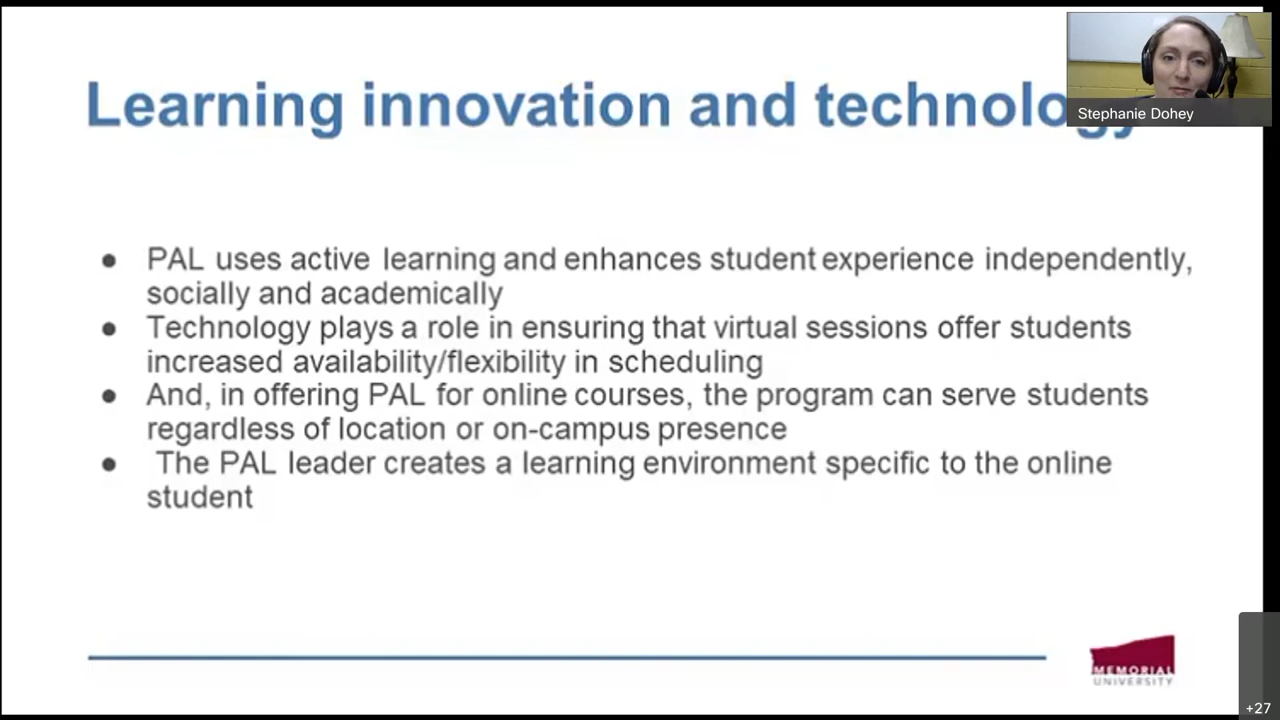 Learning innovation and technology
Stephanie Dohey
● PAL uses active learning and enhances student experience independently,
socially and academically
● Technology plays a role in ensuring that virtual sessions offer students
increased availability/flexibility in scheduling
● And, in offering PAL for online courses, the program can serve students
regardless of location or on-campus presence
● The PAL leader creates a learning environment specific to the online
student
MEMORIAL
UNIVERSITY
+27